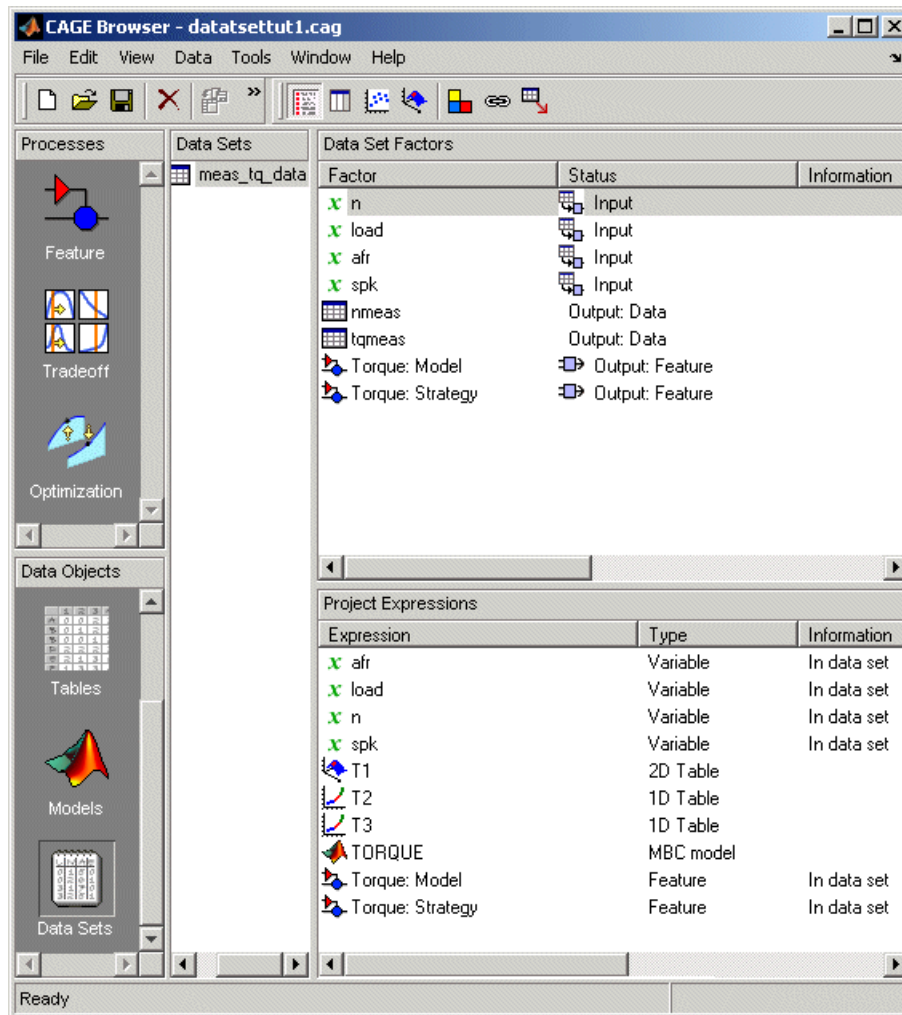 CAGE Browser - datatsettut1.cag
File Edit View Data Tools Window Help
Processes
Feature
Tradeoff
Optimization
Data Objects
Tables
Models
Data Sets
Data Sets
meas_tq_data
Data Set Factors
Factor Status Information
x n Input
x load Input
x afr Input
x spk Input
nmeas Output: Data
tqmeas Output: Data
Torque: Model Output: Feature
Torque: Strategy Output: Feature
Project Expressions
Expression Type Information
x afr Variable In data set
x load Variable In data set
x n Variable In data set
x spk Variable In data set
T1 2D Table
T2 1D Table
T3 1D Table
TORQUE MBC model
Torque: Model Feature In data set
Torque: Strategy Feature In data set
Ready